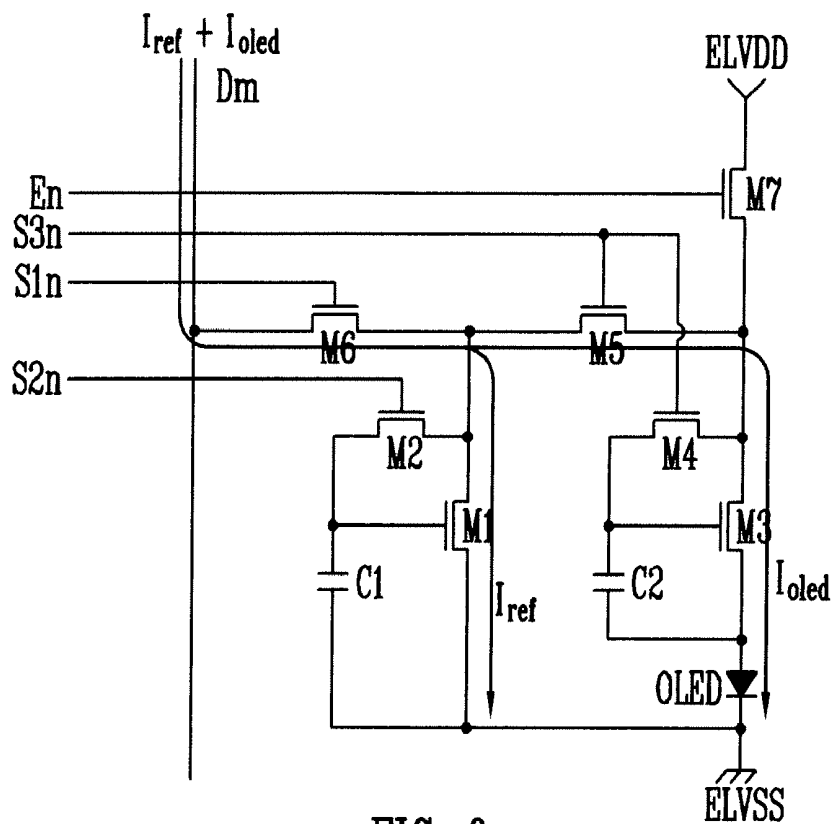 Iref + Ioled
Dm
ELVDD
En
M7
S3n
S1n
M6
M5
S2n
M2
M4
M1
M3
C1
Iref
C2
Ioled
OLED
ELVSS